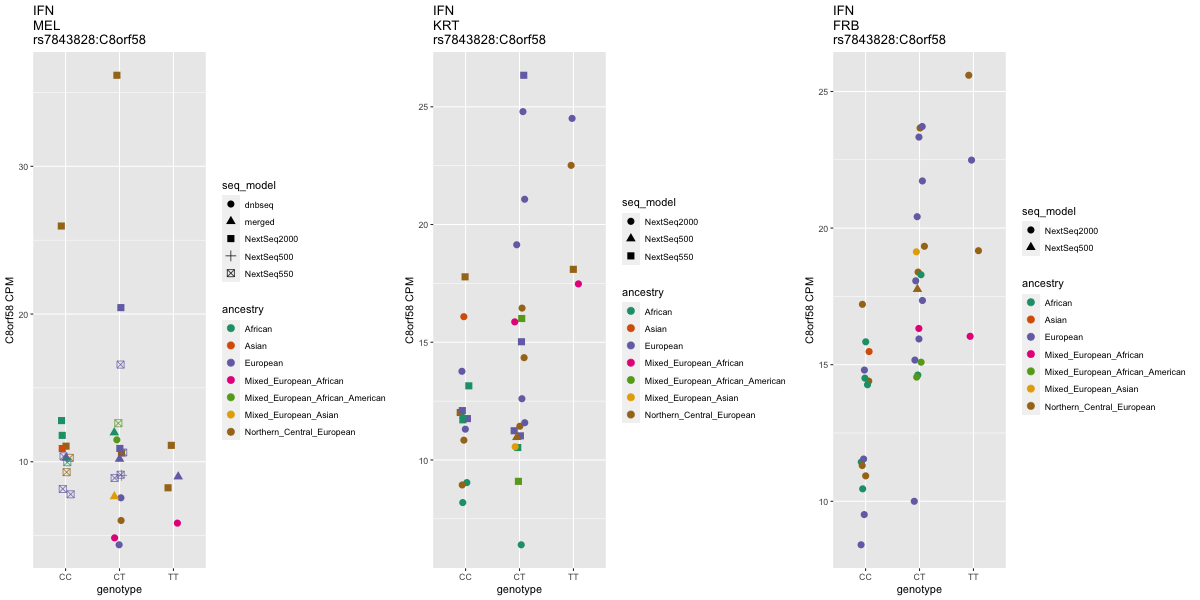 IFN
MEL
rs7843828:C8orf58
C8orf58 CPM
30
20
10
CC
CT
TT
genotype
seq_model
dnbseq
merged
NextSeq2000
NextSeq500
NextSeq550
ancestry
African
Asian
European
Mixed_European_African
Mixed_European_African_American
Mixed_European_Asian
Northern_Central_European
IFN
KRT
rs7843828:C8orf58
C8orf58 CPM
25
20
15
10
CC
CT
TT
genotype
seq_model
NextSeq2000
NextSeq500
NextSeq550
ancestry
African
Asian
European
Mixed_European_African
Mixed_European_African_American
Mixed_European_Asian
Northern_Central_European
IFN
FRB
rs7843828:C8orf58
C8orf58 CPM
25
20
15
10
CC
CT
TT
genotype
seq_model
NextSeq2000
NextSeq500
ancestry
African
Asian
European
Mixed_European_African
Mixed_European_African_American
Mixed_European_Asian
Northern_Central_European